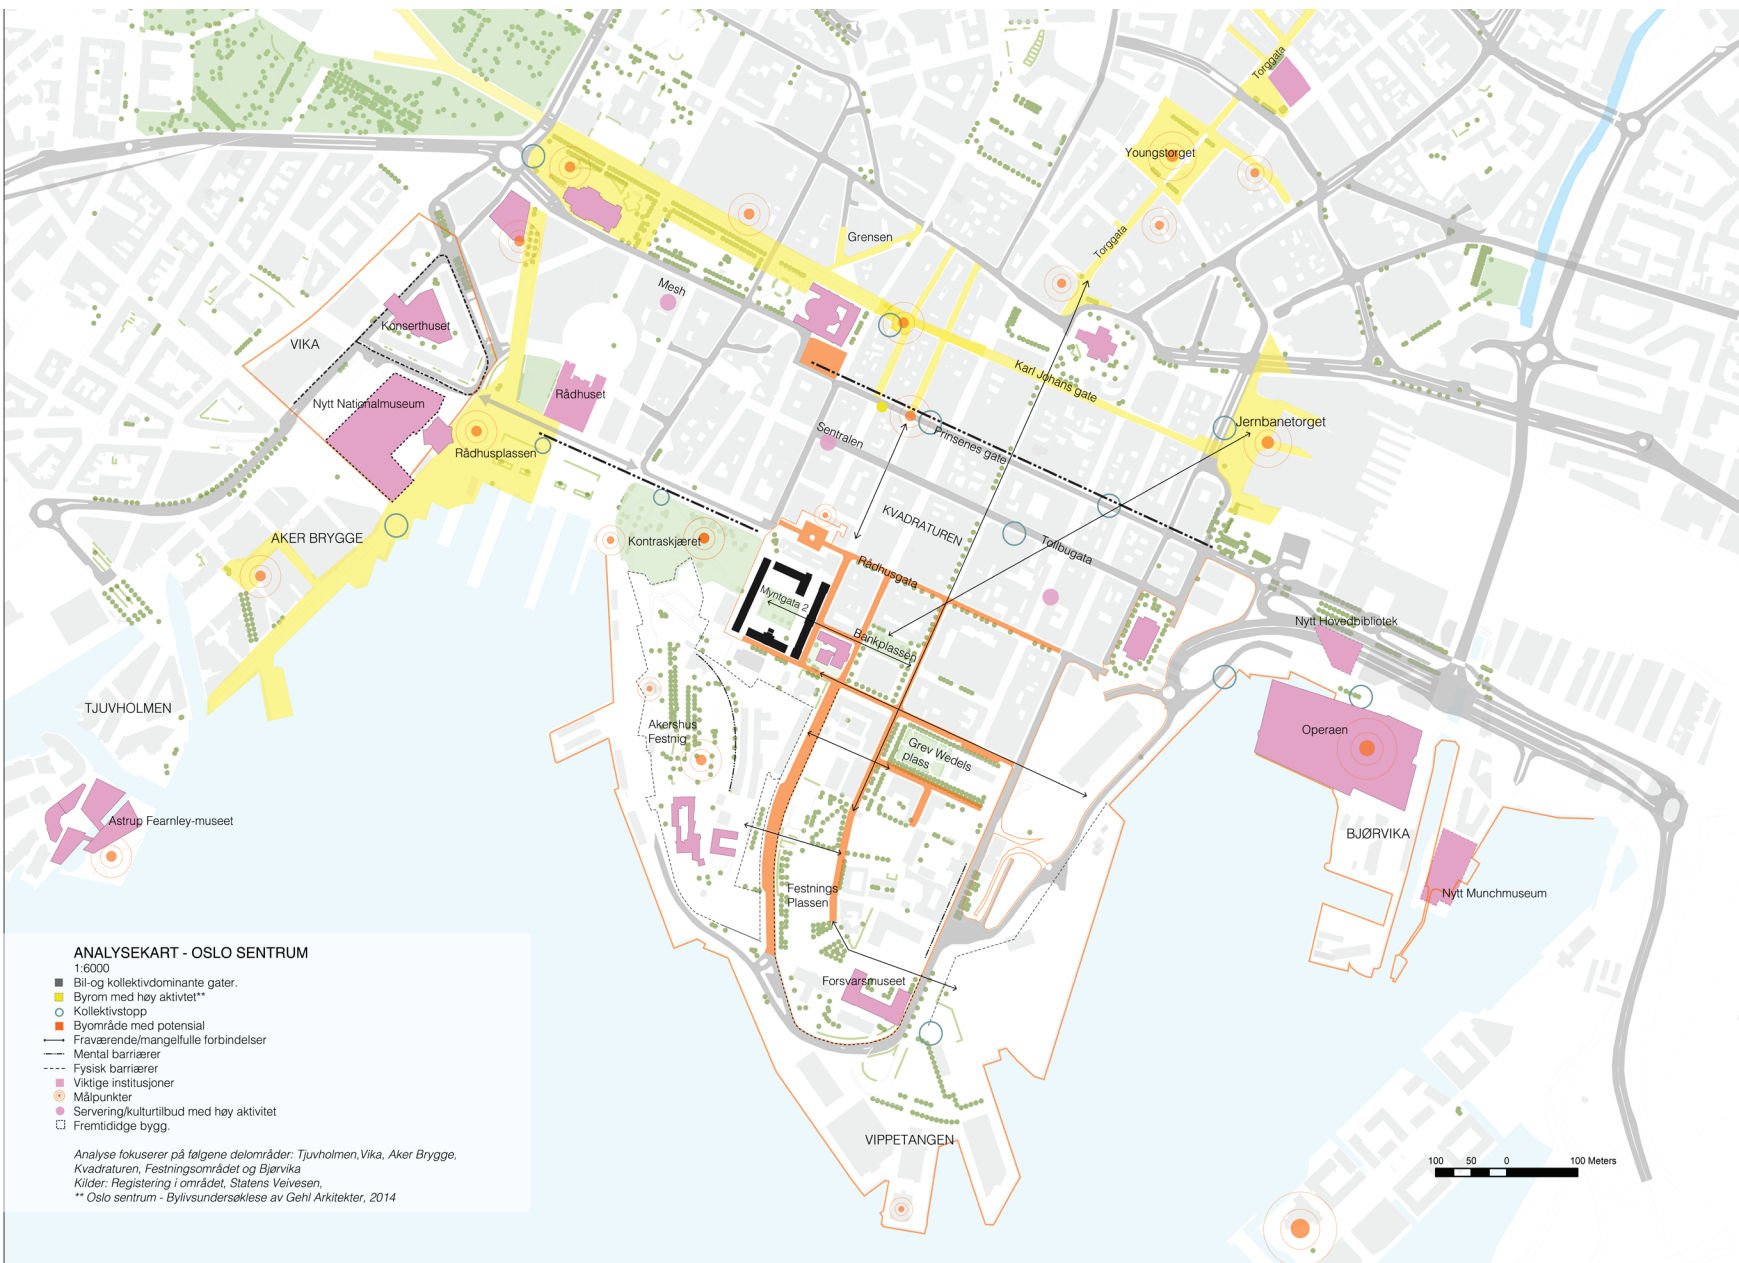 Torggata
Youngstorget
Grensen
Torggata
Mesh
Konserthuset
VIKA
Karl Johans gate
Rådhuset
Nytt Nationalmuseum
Jernbanetorget
Sentralen
Prinsenes gate
Rådhusplassen
KVADRATUREN
AKER BRYGGE
Kontraskjæret
Tollbugata
Rådhusgata
Myntgata 2
Nytt Hovedbibliotek
Bankplassen
TJUVHOLMEN
Akershus
Festnig
Operaen
Grev Wedels
plass
Astrup Fearnley-museet
BJØRVIKA
Festnings
Plassen
Nytt Munchmuseum
Forsvarsmuseet
VIPPETANGEN
ANALYSEKART - OSLO SENTRUM
1:6000
Bil-og kollektivdominante gater.
Byrom med høy aktivtet**
Kollektivstopp
Byområde med potensial
Fraværende/mangelfulle forbindelser
Mental barriærer
Fysisk barriærer
Viktige institusjoner
Målpunkter
Servering/kulturtilbud med høy aktivitet
Fremtididge bygg.
Analyse fokuserer på følgene delområder: Tjuvholmen,Vika, Aker Brygge,
Kvadraturen, Festningsområdet og Bjørvika
Kilder: Registering i området, Statens Veivesen,
** Oslo sentrum - Bylivsundersøklese av Gehl Arkitekter, 2014
100 50 0 100 Meters